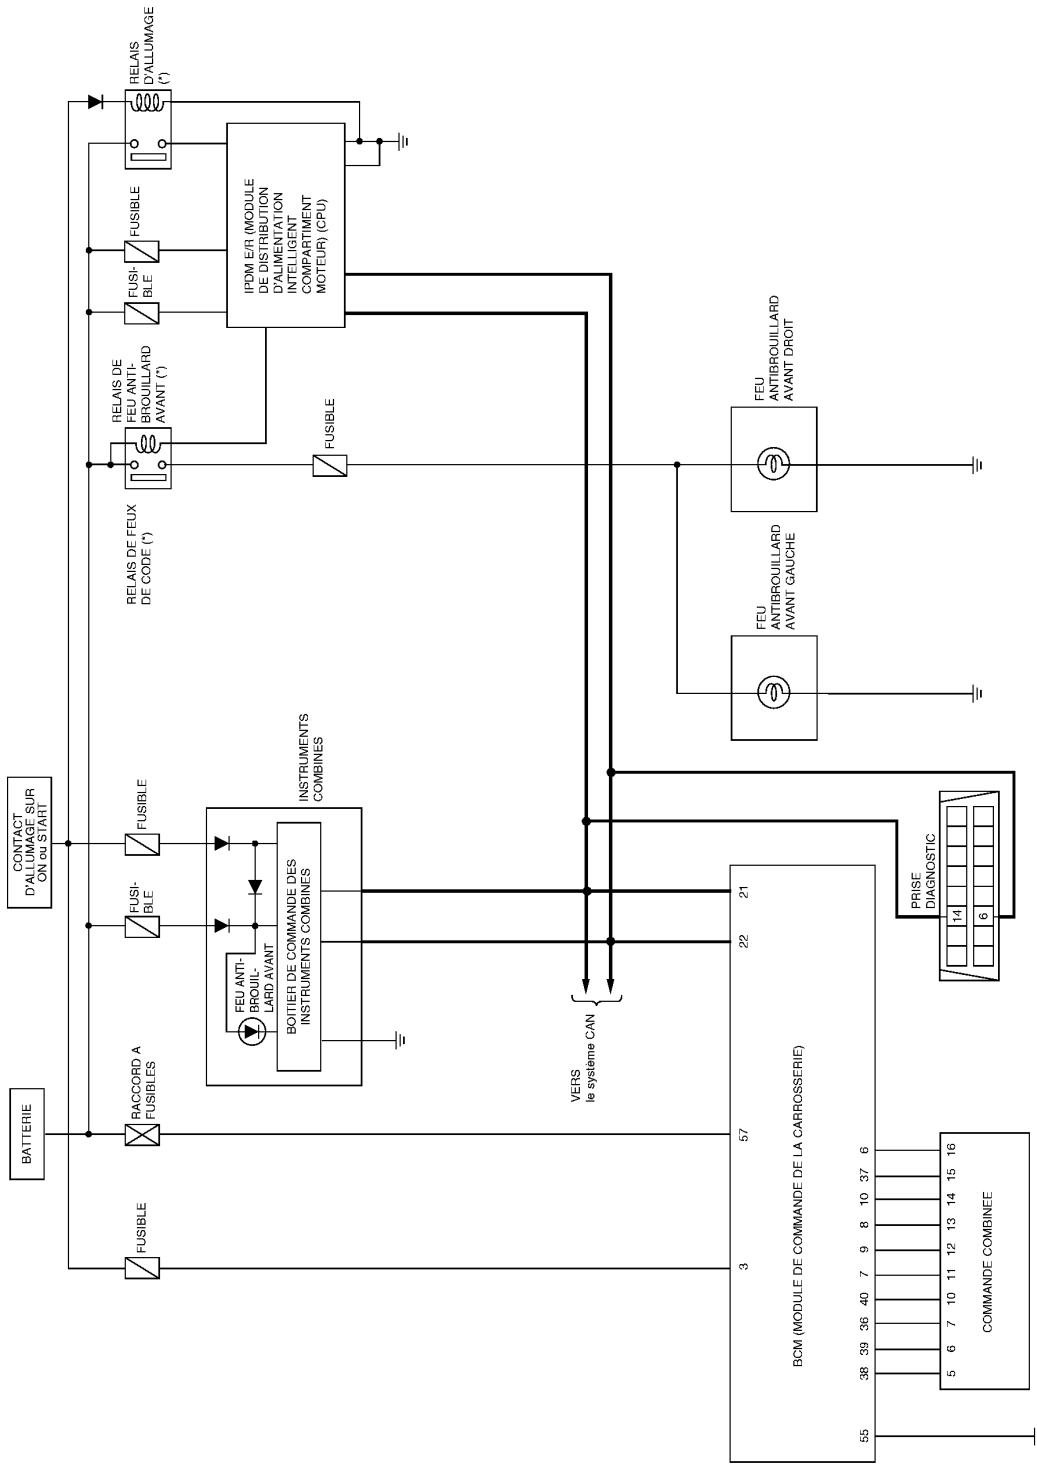 BATTERIE
CONTACT
D'ALLUMAGE SUR
ON ou START
FUSIBLE
RACCORD A
FUSIBLES
FUSI-
BLE
FUSIBLE
RELAIS DE FEUX
DE CODE (*)
RELAIS DE
FEU ANTI-
BROUILLARD
AVANT (*)
FUSI-
BLE
FUSIBLE
RELAIS
D'ALLUMAGE
(*)
FEU ANTI-
BROUIL-
LARD AVANT
BOITIER DE COMMANDE DES
INSTRUMENTS COMBINES
INSTRUMENTS
COMBINES
FUSIBLE
IPDM E/R (MODULE
DE DISTRIBUTION
D'ALIMENTATION
INTELLIGENT
COMPARTIMENT
MOTEUR) (CPU)
VERS
le système CAN
3
57
22
21
BCM (MODULE DE COMMANDE DE LA CARROSSERIE)
FEU
ANTIBROUILLARD
AVANT GAUCHE
FEU
ANTIBROUILLARD
AVANT DROIT
55
38
39
36
40
7
9
8
10
37
6
5
6
7
10
11
12
13
14
15
16
COMMANDE COMBINEE
PRISE
DIAGNOSTIC
14
6